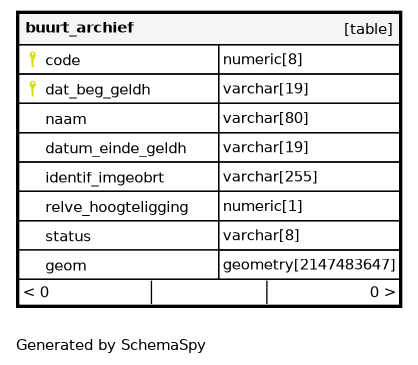 buurt_archief [table]
code numeric[8]
dat_beg_geldh varchar[19]
naam varchar[80]
datum_einde_geldh varchar[19]
identif_imgeobrt varchar[255]
relve_hoogteligging numeric[1]
status varchar[8]
geom geometry[2147483647]
< 0 0 >
Generated by SchemaSpy